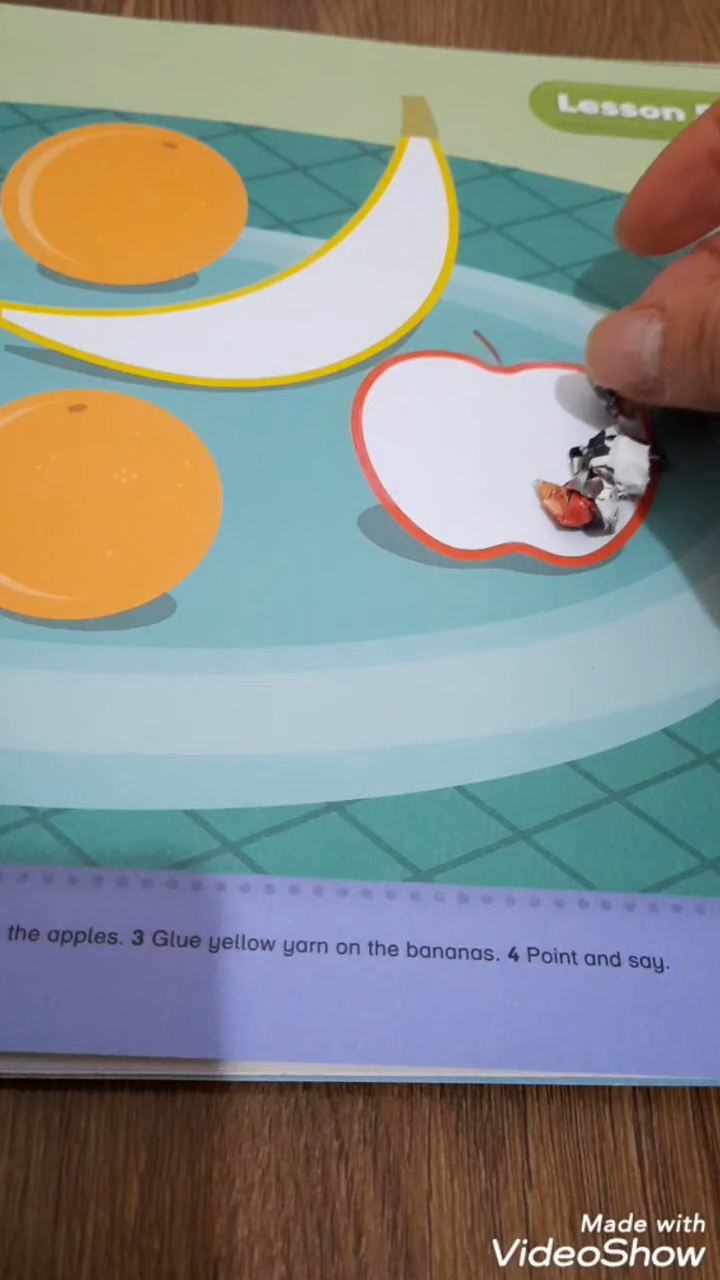 Lesson
the apples. 3 Glue yellow yarn on the bananas. 4 Point and say.
Made with
VideoShow